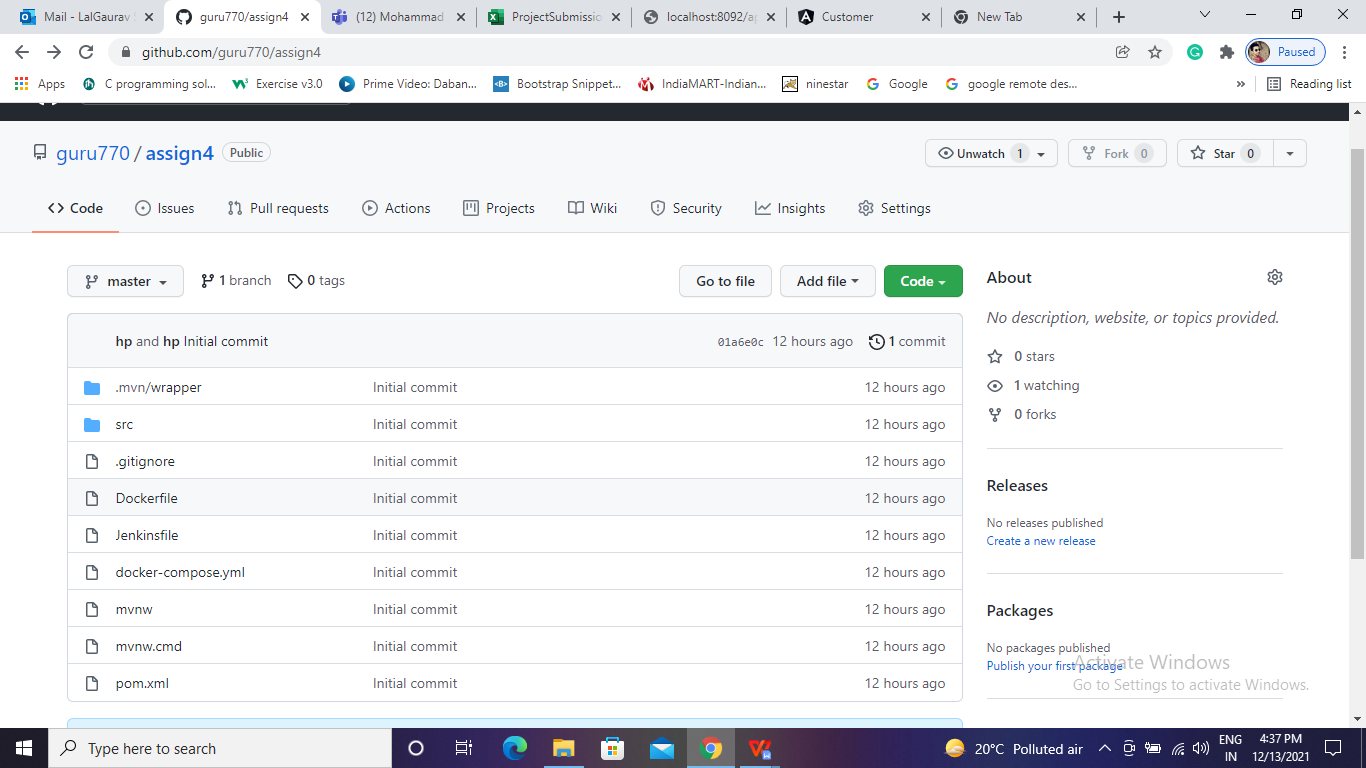 Mail - LalGaurav
guru770/assign4
(12) Mohammad
ProjectSubmissio
localhost:8092/ap
Customer
New Tab
github.com/guru770/assign4
Paused
Apps
C programming sol...
Exercise v3.0
Prime Video: Daban...
Bootstrap Snippet...
IndiaMART-Indian...
ninestar
Google
google remote des...
»
Reading list
guru770 / assign4
Public
Unwatch 1
Fork 0
Star 0
Code
Issues
Pull requests
Actions
Projects
Wiki
Security
Insights
Settings
master
1 branch
0 tags
Go to file
Add file
Code
hp and hp Initial commit
01a6e0c 12 hours ago
1 commit
.mvn/wrapper Initial commit 12 hours ago
src Initial commit 12 hours ago
.gitignore Initial commit 12 hours ago
Dockerfile Initial commit 12 hours ago
Jenkinsfile Initial commit 12 hours ago
docker-compose.yml Initial commit 12 hours ago
mvnw Initial commit 12 hours ago
mvnw.cmd Initial commit 12 hours ago
pom.xml Initial commit 12 hours ago
About
No description, website, or topics provided.
0 stars
1 watching
0 forks
Releases
No releases published
Create a new release
Packages
No packages published
Publish your first package
Activate Windows
Go to Settings to activate Windows.
Type here to search
20°C Polluted air
ENG
IN
4:37 PM
12/13/2021